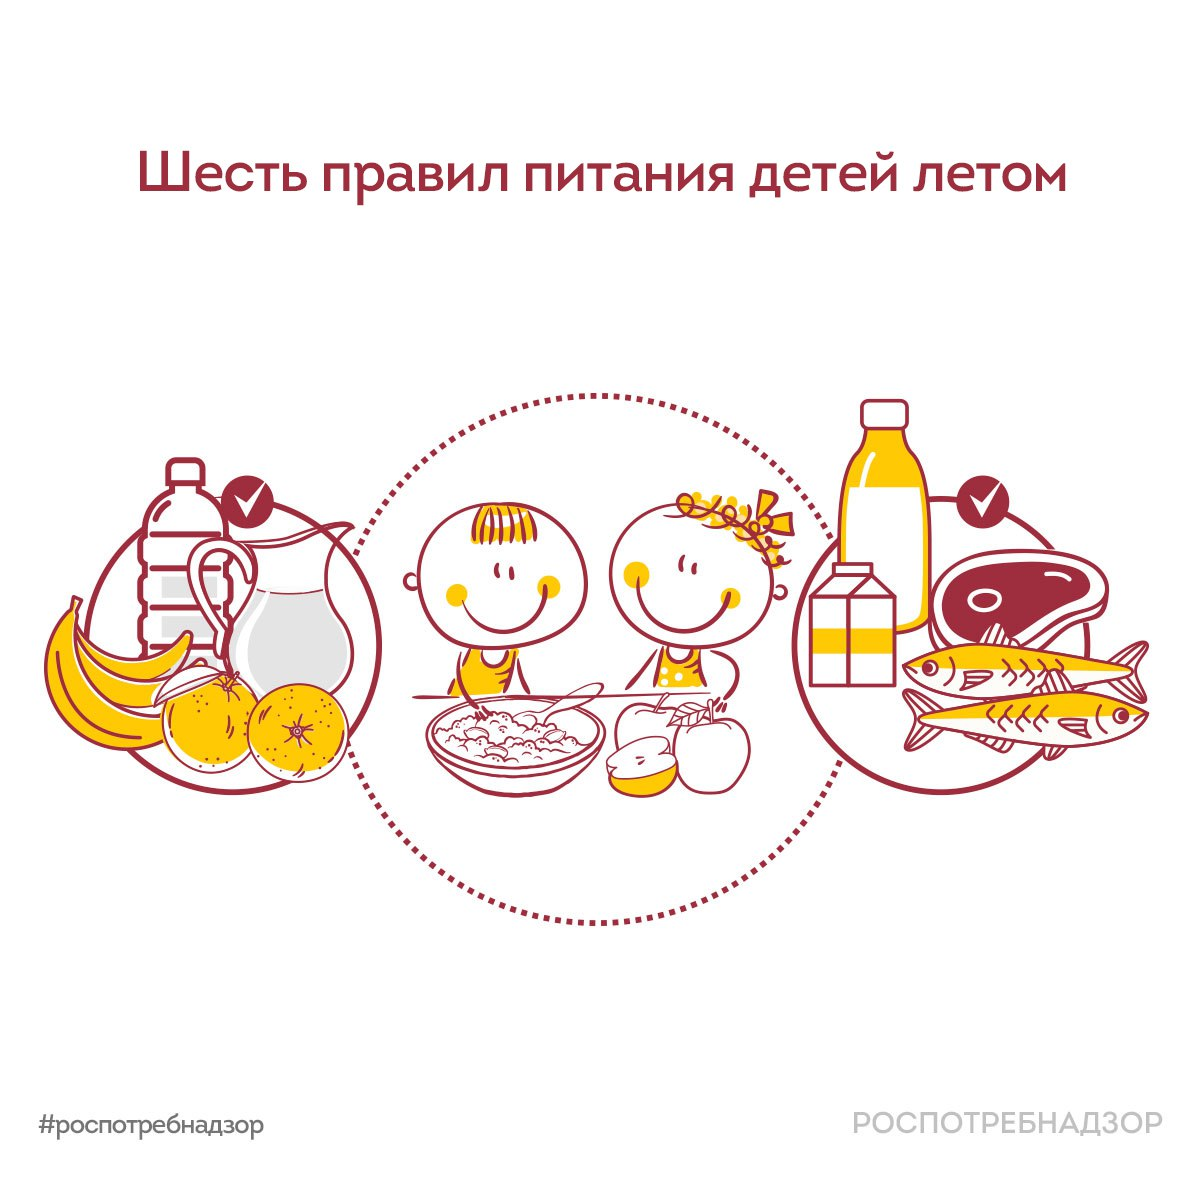 Шесть правил питания детей летом
#роспотребнадзор
РОСПОТРЕБНАДЗОР